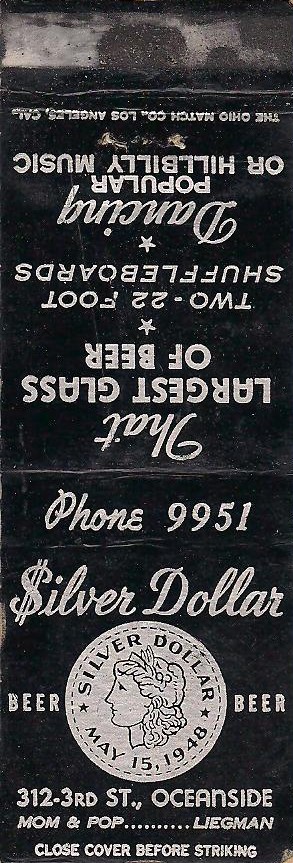 THE OHIO MATCH CO., LOS ANGELES, CAL.
That
LARGEST GLASS
OF BEER
★
TWO-22 FOOT
SHUFFLEBOARDS
★
Dancing
POPULAR
OR HILLBILLY MUSIC
Phone 9951
$ilver Dollar
★ SILVER DOLLAR ★
BEER BEER
MAY 15, 1948
312-3RD ST., OCEANSIDE
MOM & POP..........LIEGMAN
CLOSE COVER BEFORE STRIKING